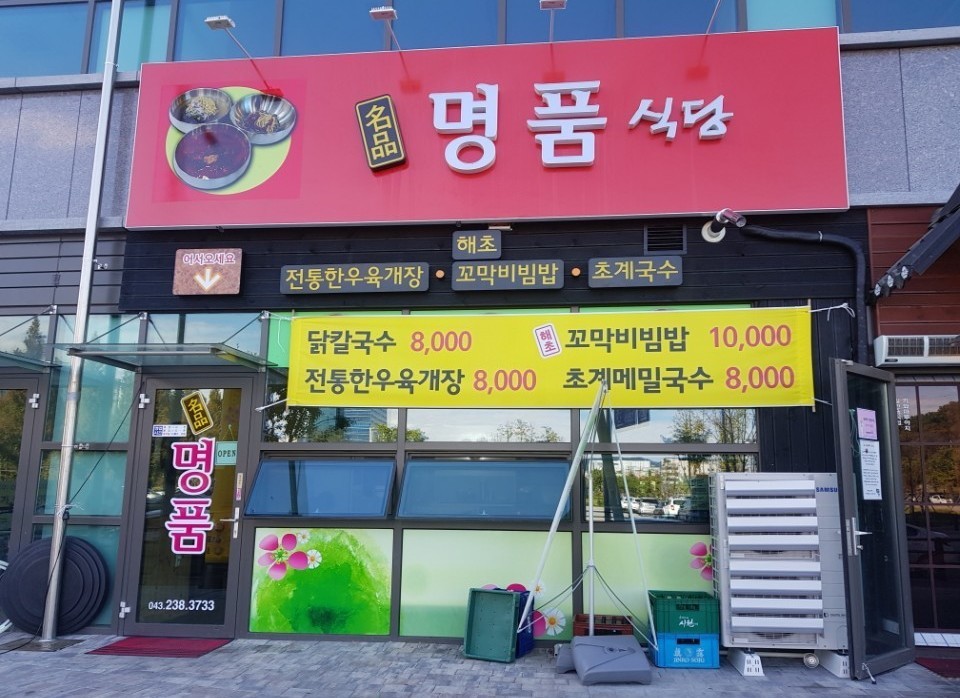 名品 명품 식당
어서오세요
해초
전통한우육개장 • 꼬막비빔밥 • 초계국수
닭칼국수 8,000 해초 꼬막비빔밥 10,000
전통한우육개장 8,000 초계메밀국수 8,000
名品
OPEN
명품
043.238.3733
SAMSU